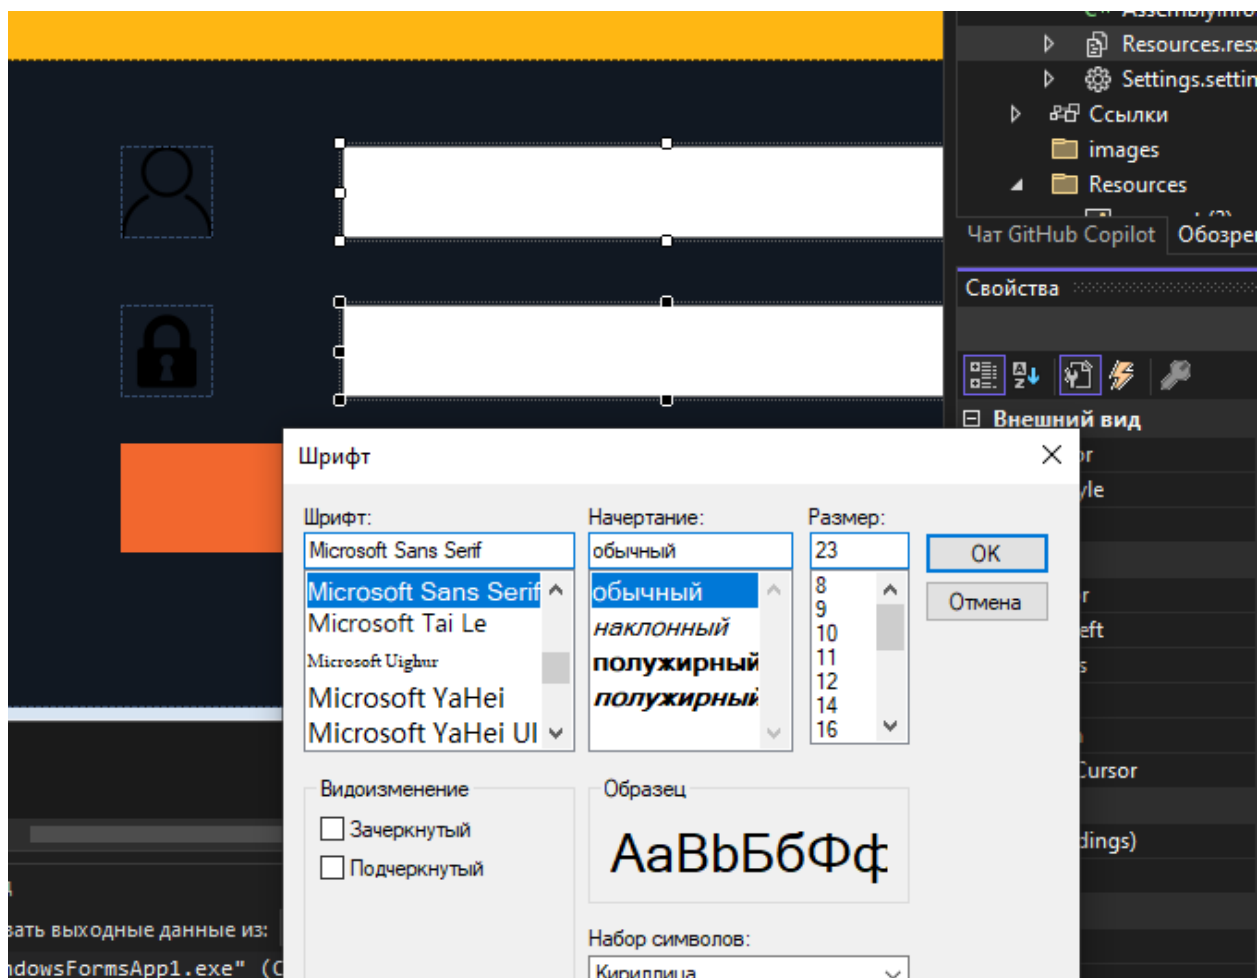 Resources.res
Settings.settin
Ссылки
images
Resources
Чат GitHub Copilot Обозре
Свойства
Внешний вид
Шрифт
Шрифт:
Начертание:
Размер:
Microsoft Sans Serif
обычный
23
OK
Microsoft Sans Serif
Microsoft Tai Le
Microsoft Uighur
Microsoft YaHei
Microsoft YaHei UI
обычный
наклонный
полужирный
полужирный
8
9
10
11
12
14
16
Отмена
Видоизменение
Зачеркнутый
Подчеркнутый
Образец
АаBbБбФф
Набор символов:
Кириллица
Cursor
dings)
вать выходные данные из:
ndowsFormsApp1.exe" (C